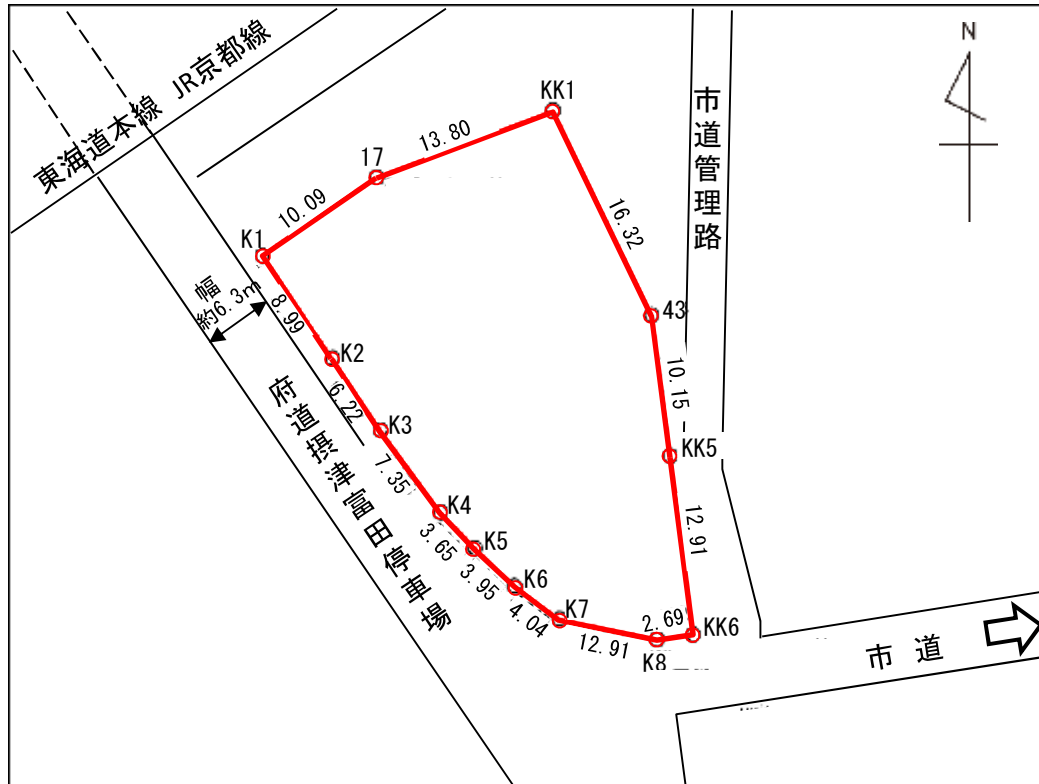 東海道本線 JR京都線
N
KK1
市道管理路
13.80
17
10.09
K1
16.32
幅
約6.3m
8.99
43
K2
6.22
10.15
府道摂津富田停車場
K3
KK5
7.35
K4
3.65
K5
12.91
3.95
K6
4.04
K7
2.69
KK6
12.91
K8
市道